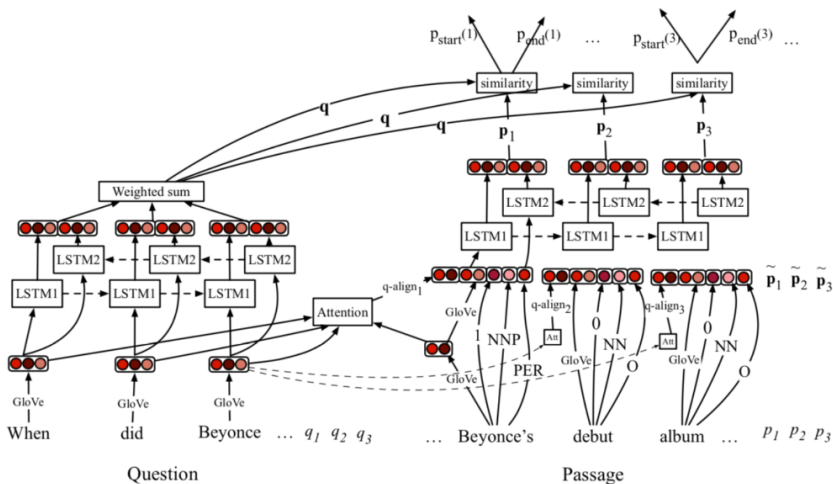 p_start(1) p_end(1) … p_start(3) p_end(3) …
similarity similarity similarity
q q q
p_1 p_2 p_3
Weighted sum
LSTM2 LSTM2 LSTM2
LSTM1 LSTM1 LSTM1
LSTM2 LSTM2 LSTM2
LSTM1 LSTM1 LSTM1
q-align_1 p̃_1 p̃_2 p̃_3
Attention GloVe q-align_2 q-align_3
1 NNP PER Att 0 NN O Att 0 NN O
GloVe GloVe GloVe
GloVe GloVe GloVe
When did Beyonce … q_1 q_2 q_3 … Beyonce's debut album … p_1 p_2 p_3
Question Passage